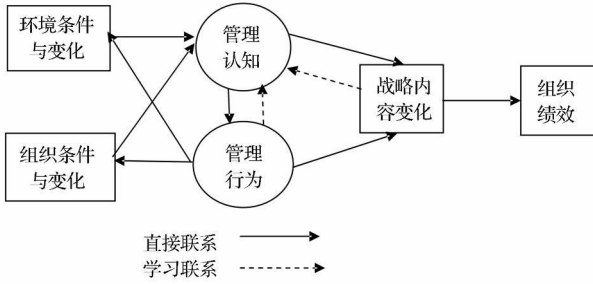 环境条件
与变化
管理
认知
战略内
容变化
组织
绩效
组织条件
与变化
管理
行为
直接联系
学习联系